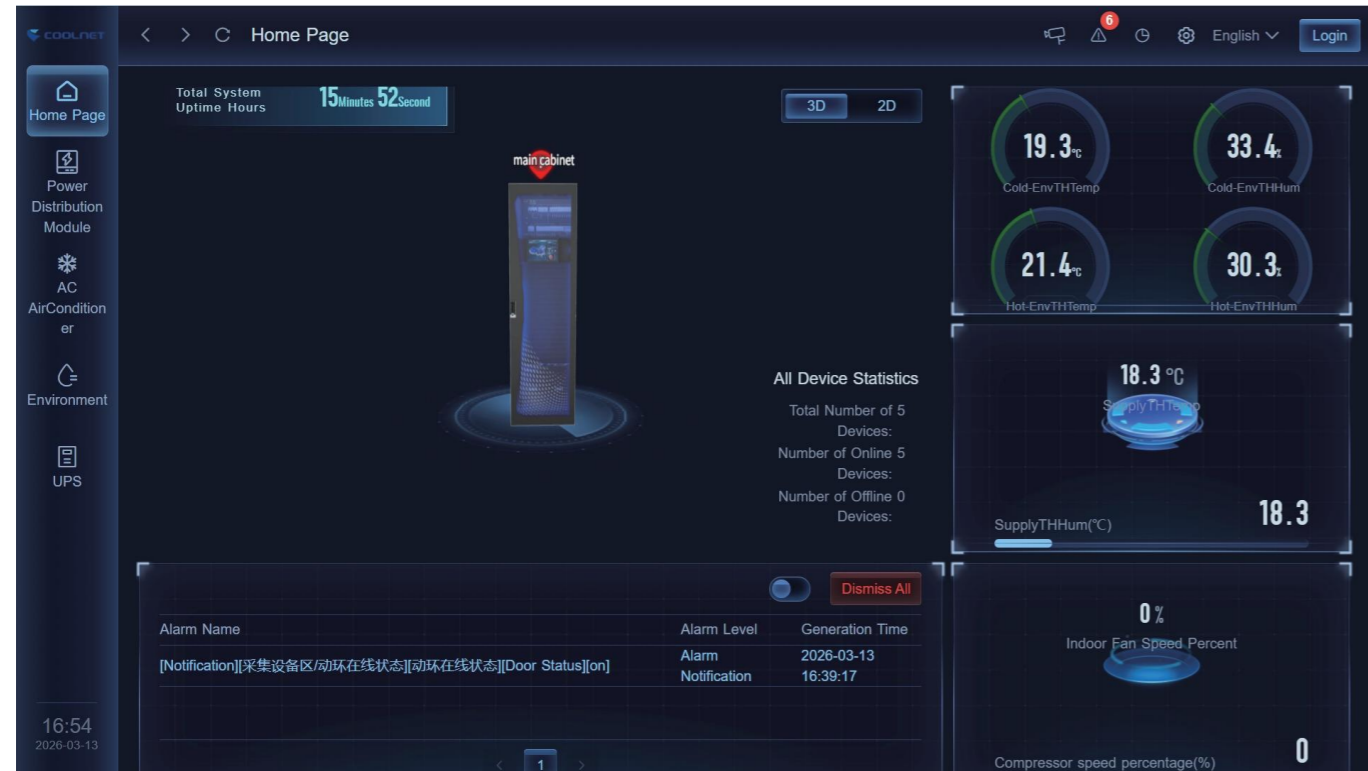 COOLNET
Home Page
6
English
Login
Home Page
Power
Distribution
Module
AC
AirCondition
er
Environment
UPS
16:54
2026-03-13
Total System
Uptime Hours
15Minutes 52Second
3D 2D
main cabinet
All Device Statistics
Total Number of 5
Devices:
Number of Online 5
Devices:
Number of Offline 0
Devices:
Dismiss All
Alarm Name Alarm Level Generation Time
[Notification][采集设备区/动环在线状态][动环在线状态][Door Status][on] Alarm 2026-03-13
Notification 16:39:17
1
19.3℃ 33.4%
Cold-EnvTHTemp Cold-EnvTHHum
21.4℃ 30.3%
Hot-EnvTHTemp Hot-EnvTHHum
18.3 ℃
SupplyTHTemp
SupplyTHHum(℃) 18.3
0 %
Indoor Fan Speed Percent
Compressor speed percentage(%) 0